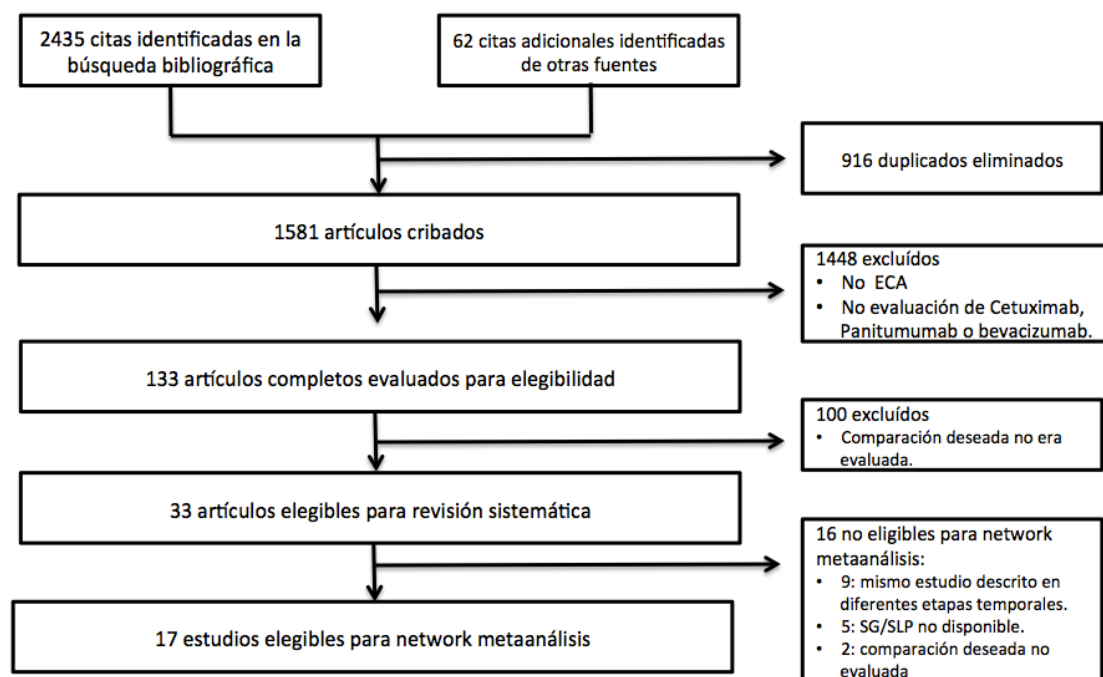 2435 citas identificadas en la
búsqueda bibliográfica
62 citas adicionales identificadas
de otras fuentes
916 duplicados eliminados
1581 artículos cribados
1448 excluídos
• No ECA
• No evaluación de Cetuximab,
Panitumumab o bevacizumab.
133 artículos completos evaluados para elegibilidad
100 excluídos
• Comparación deseada no era
evaluada.
33 artículos elegibles para revisión sistemática
16 no eligibles para network
metaanálisis:
• 9: mismo estudio descrito en
diferentes etapas temporales.
• 5: SG/SLP no disponible.
• 2: comparación deseada no
evaluada
17 estudios elegibles para network metaanálisis